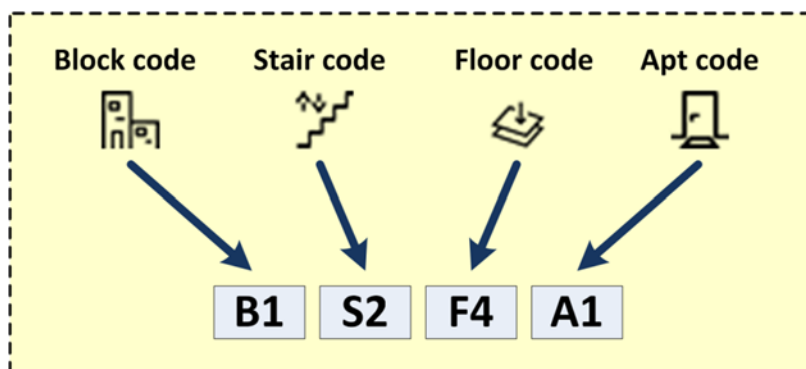 Block code Stair code Floor code Apt code
B1 S2 F4 A1